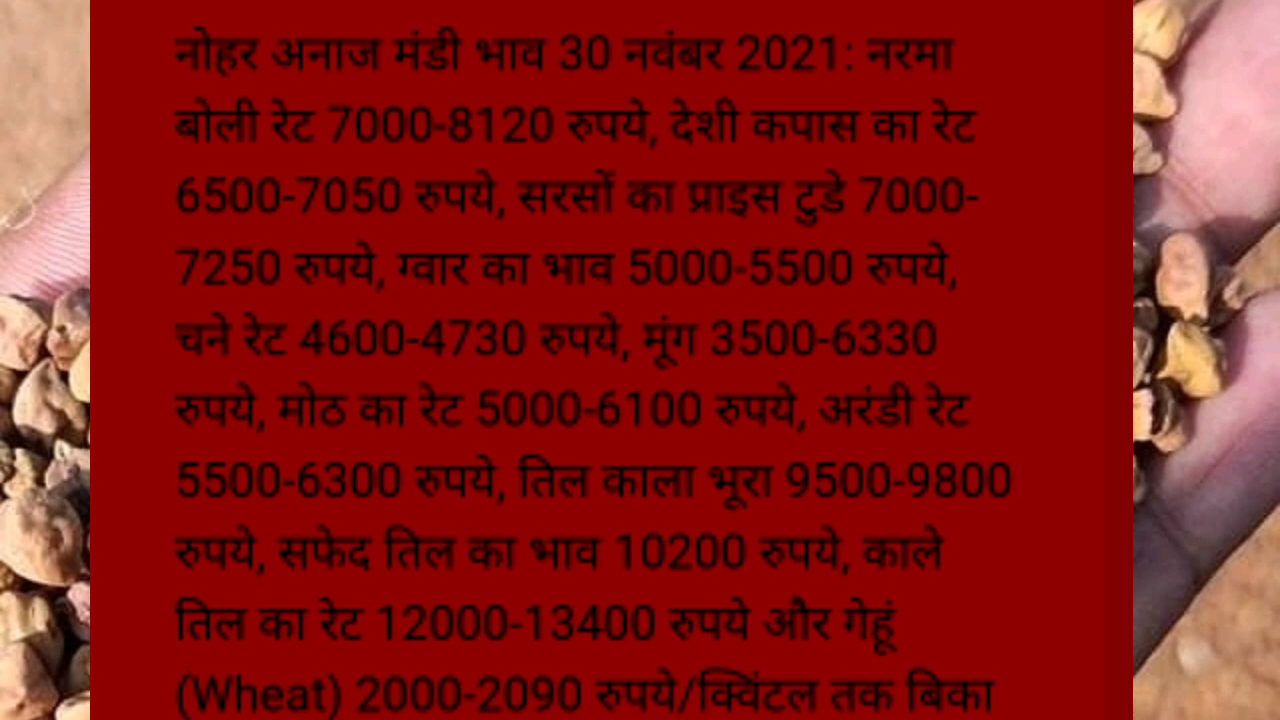 नोहर अनाज मंडी भाव 30 नवंबर 2021: नरमा
बोली रेट 7000-8120 रुपये, देशी कपास का रेट
6500-7050 रुपये, सरसों का प्राइस टुडे 7000-
7250 रुपये, ग्वार का भाव 5000-5500 रुपये,
चने रेट 4600-4730 रुपये, मूंग 3500-6330
रुपये, मोठ का रेट 5000-6100 रुपये, अरंडी रेट
5500-6300 रुपये, तिल काला भूरा 9500-9800
रुपये, सफेद तिल का भाव 10200 रुपये, काले
तिल का रेट 12000-13400 रुपये और गेहूं
(Wheat) 2000-2090 रुपये/क्विंटल तक बिका